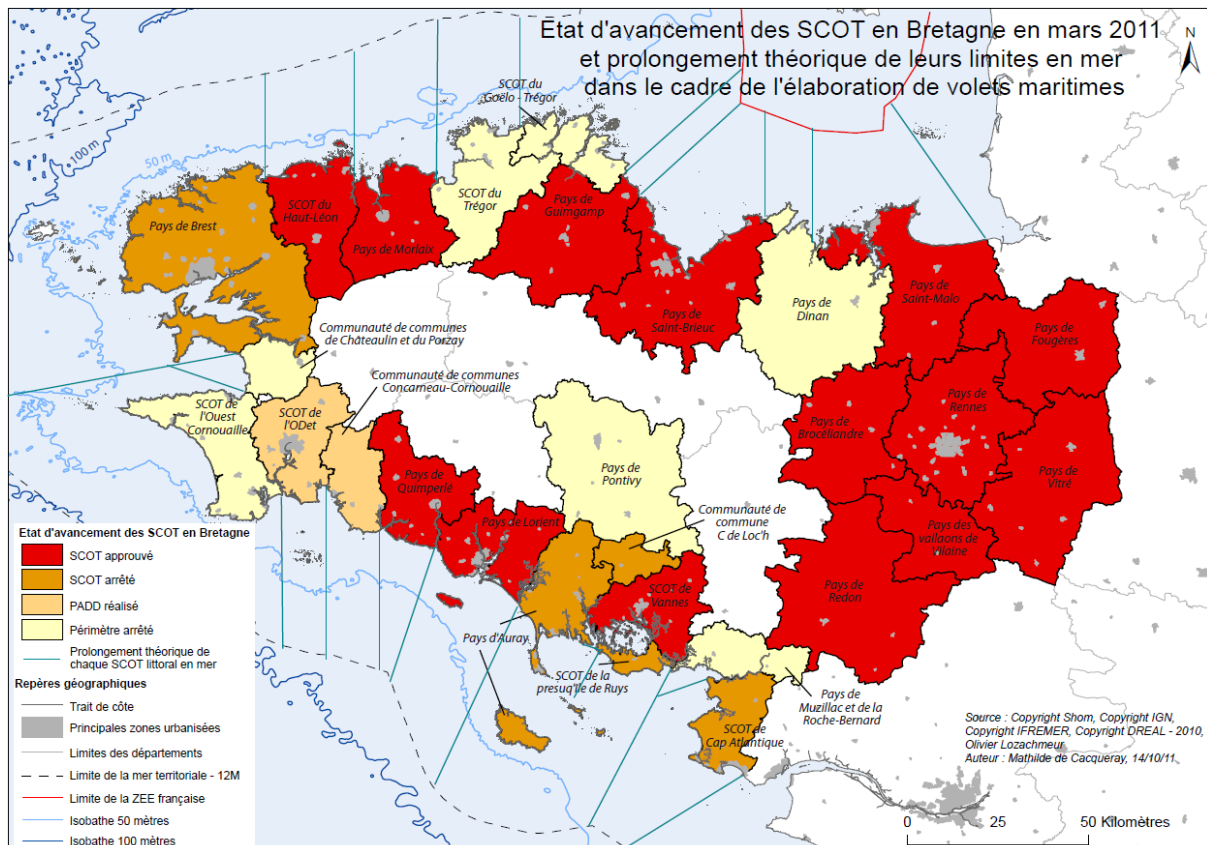 État d'avancement des SCOT en Bretagne en mars 2011
et prolongement théorique de leurs limites en mer
dans le cadre de l'élaboration de volets maritimes
N
SCOT du
Goëlo - Trégor
100 m
50 m
SCOT du
Haut-Léon
Pays de Brest
Pays de Morlaix
SCOT du
Trégor
Pays de
Guimgamp
Pays de
Saint-Brieuc
Pays de
Dinan
Pays de
Saint-Malo
Pays de
Fougères
Communauté de communes
de Châteaulin et du Porzay
Communauté de communes
Concarneau-Cornouaille
SCOT de
l'Ouest
Cornouaille
SCOT de
l'ODet
Pays de
Quimperlé
Pays de Lorient
Pays de
Pontivy
Pays de
Brocéliandre
Pays de
Rennes
Pays de
Vitré
Communauté de
commune
C de Loc'h
Pays des
vallaons de
Vilaine
Pays de
Redon
SCOT de
Vannes
Pays d'Auray
SCOT de la
presuq'île de Ruys
Pays de
Muzillac et de la
Roche-Bernard
SCOT de
Cap Atlantique
Etat d'avancement des SCOT en Bretagne
SCOT approuvé
SCOT arrêté
PADD réalisé
Périmètre arrêté
Prolongement théorique de
chaque SCOT littoral en mer
Repères géographiques
Trait de côte
Principales zones urbanisées
Limites des départements
Limite de la mer territoriale - 12M
Limite de la ZEE française
Isobathe 50 mètres
Isobathe 100 mètres
Source : Copyright Shom, Copyright IGN,
Copyright IFREMER, Copyright DREAL - 2010,
Olivier Lozachmeur
Auteur : Mathilde de Cacqueray, 14/10/11
0 25 50 Kilomètres